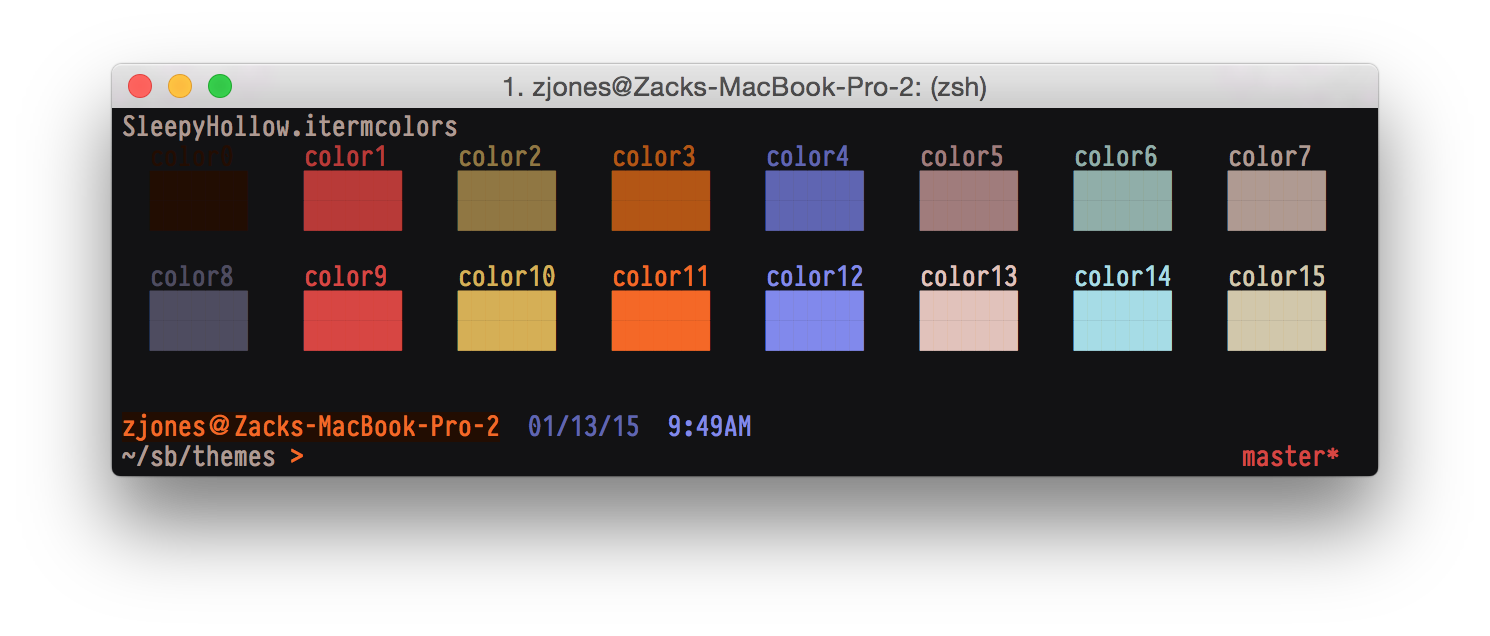 1. zjones@Zacks-MacBook-Pro-2: (zsh)
SleepyHollow.itermcolors
color0 color1 color2 color3 color4 color5 color6 color7
color8 color9 color10 color11 color12 color13 color14 color15
zjones@Zacks-MacBook-Pro-2 01/13/15 9:49AM
~/sb/themes > master*